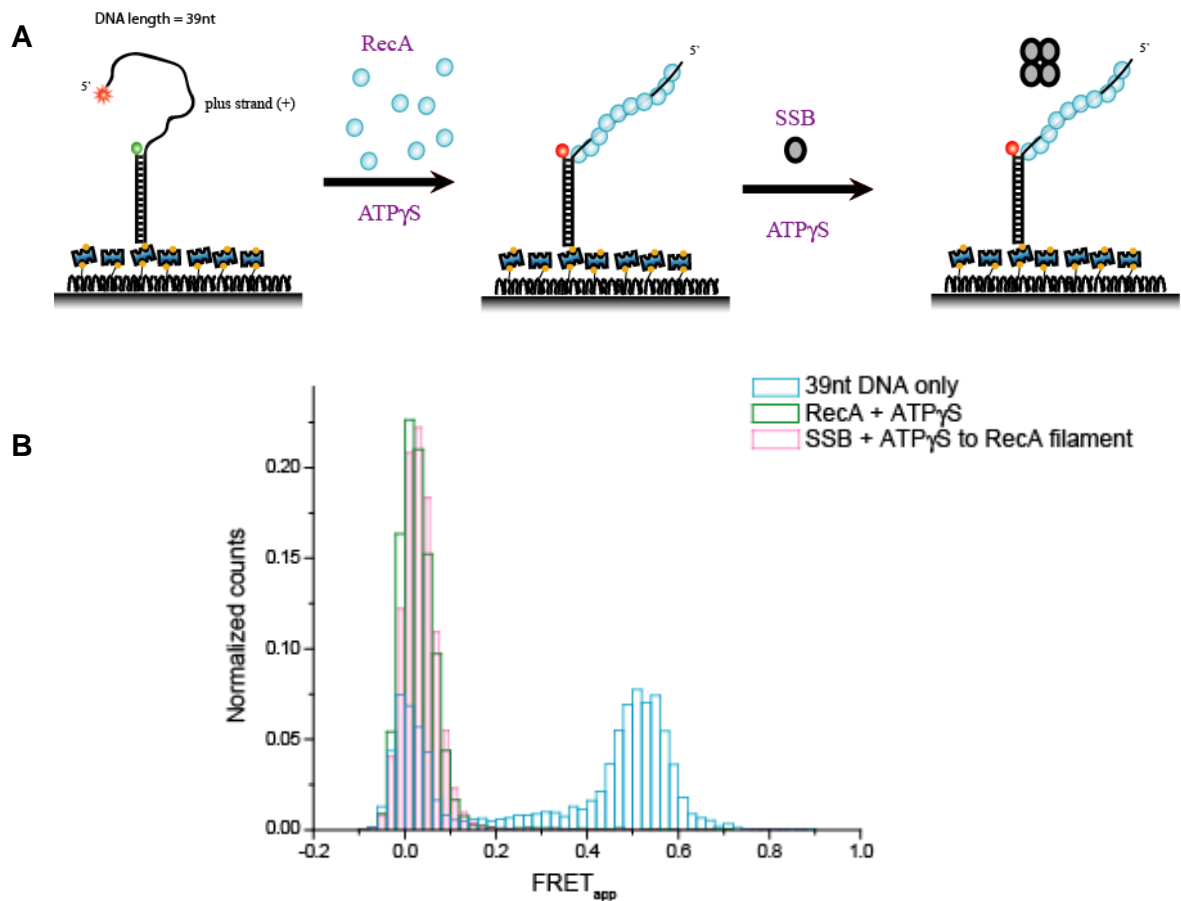 DNA length = 39nt
A
RecA
5`
5`
5`
plus strand (+)
SSB
ATPγS
ATPγS
39nt DNA only
RecA + ATPγS
SSB + ATPγS to RecA filament
B
Normalized counts
0.20
0.15
0.10
0.05
0.00
-0.2
0.0
0.2
0.4
0.6
0.8
1.0
FRETapp